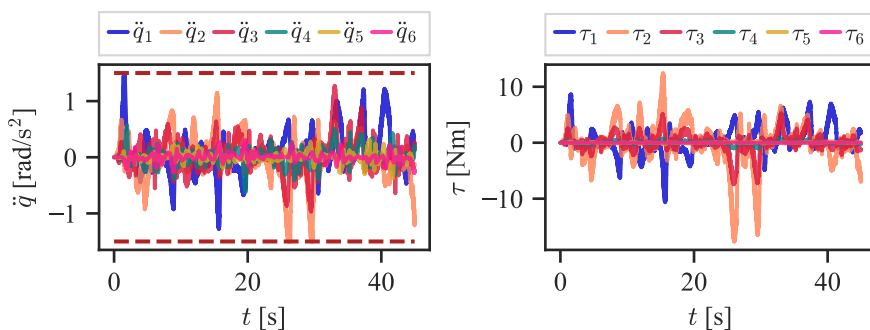 q̈₁ q̈₂ q̈₃ q̈₄ q̈₅ q̈₆
1
0
−1
q̈ [rad/s²]
0 20 40
t [s]
τ₁ τ₂ τ₃ τ₄ τ₅ τ₆
10
0
−10
τ [Nm]
0 20 40
t [s]